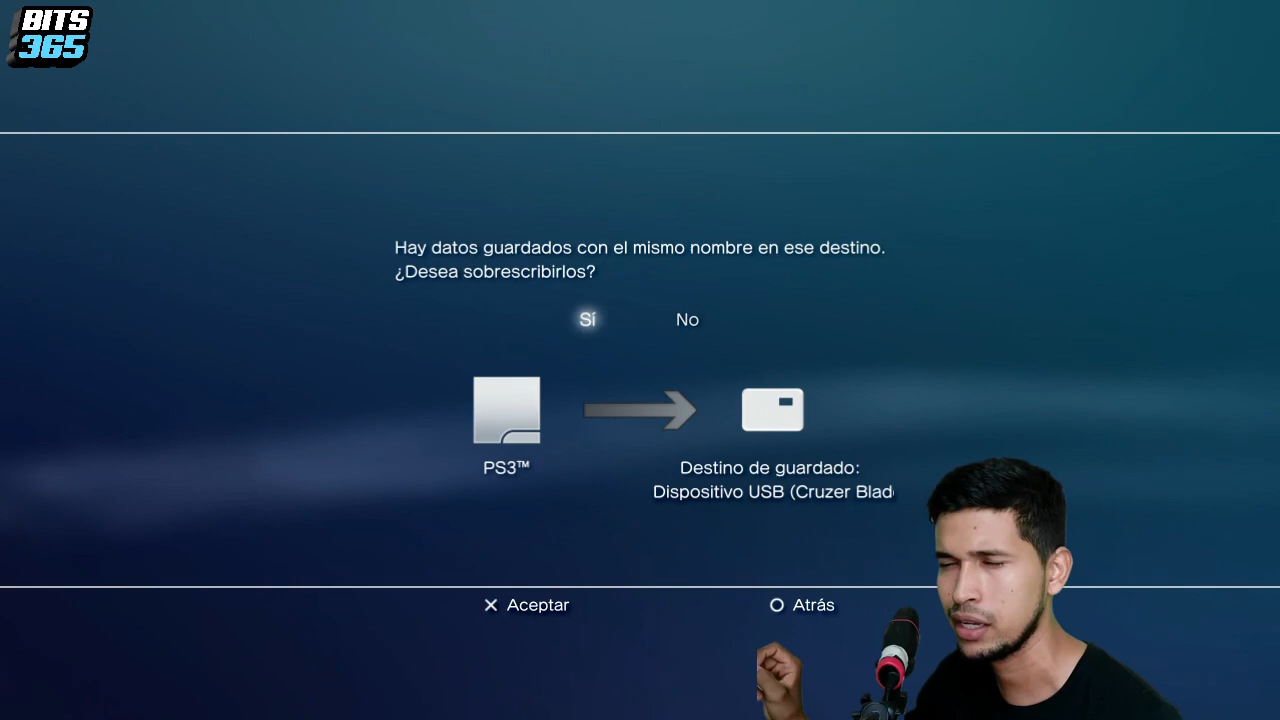 BITS
365
Hay datos guardados con el mismo nombre en ese destino.
¿Desea sobrescribirlos?
Sí No
PS3™
Destino de guardado:
Dispositivo USB (Cruzer Blad
Aceptar Atrás